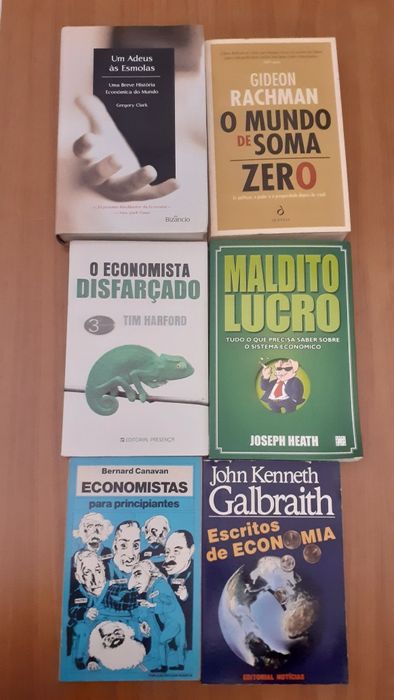 Um Adeus
às Esmolas
Uma Breve História
Económica do Mundo
Gregory Clark
Bizâncio
GIDEON
RACHMAN
O MUNDO
DE SOMA
ZERO
O ECONOMISTA
DISFARÇADO
3
TIM HARFORD
EDITORIAL PRESENÇA
MALDITO
LUCRO
TUDO O QUE PRECISA SABER SOBRE
O SISTEMA ECONÓMICO
JOSEPH HEATH
Bernard Canavan
ECONOMISTAS
para principiantes
John Kenneth
Galbraith
Escritos
de ECONOMIA
EDITORIAL NOTÍCIAS